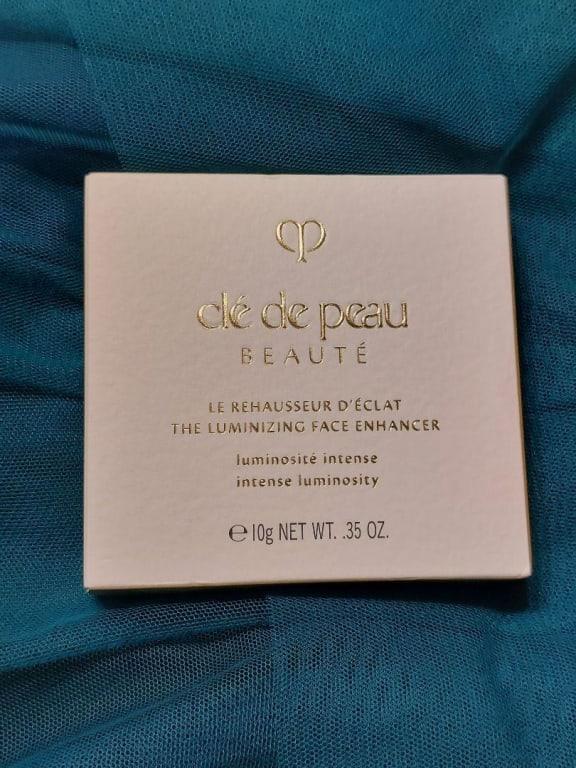 clé de peau
BEAUTÉ
LE REHAUSSEUR D'ÉCLAT
THE LUMINIZING FACE ENHANCER
luminosité intense
intense luminosity
℮10g NET WT. .35 OZ.